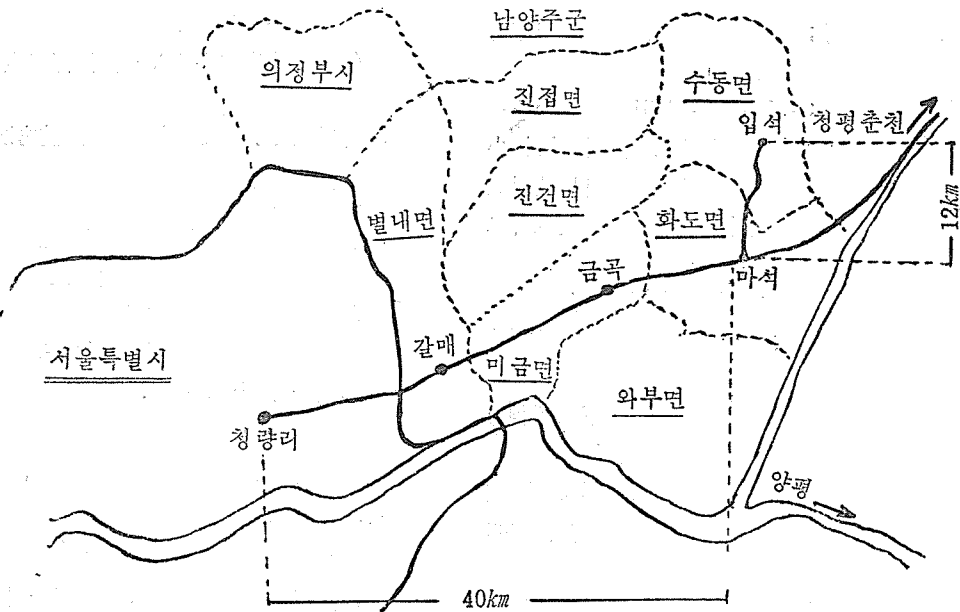 남양주군
의정부시
진접면
수동면
입석
청평춘천
별내면
진건면
화도면
12km
금곡
마석
갈매
서울특별시
미금면
와부면
청량리
양평
40km